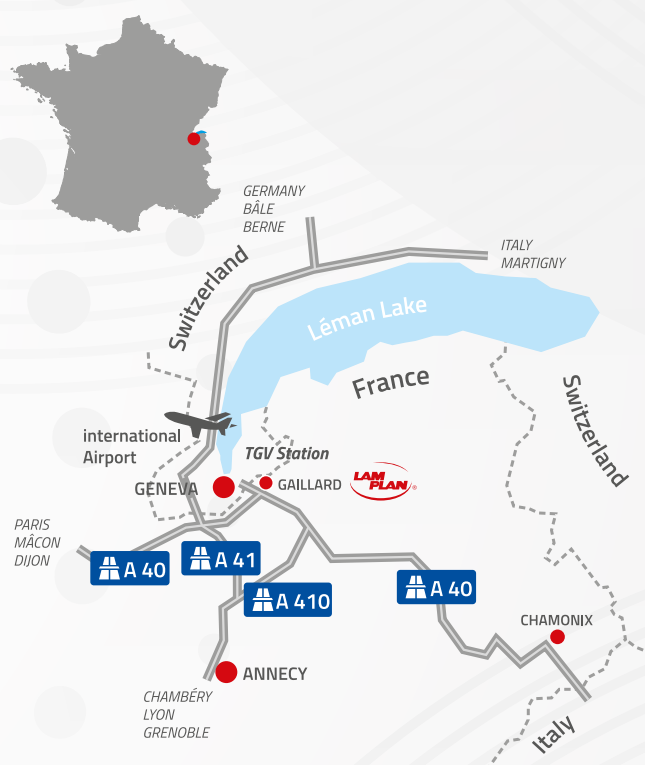 GERMANY
BÂLE
BERNE
ITALY
MARTIGNY
Switzerland
Léman Lake
France
Switzerland
international
Airport
TGV Station
GENEVA
GAILLARD
LAM
PLAN
®
PARIS
MÂCON
DIJON
A 40
A 41
A 410
A 40
CHAMONIX
ANNECY
CHAMBÉRY
LYON
GRENOBLE
Italy